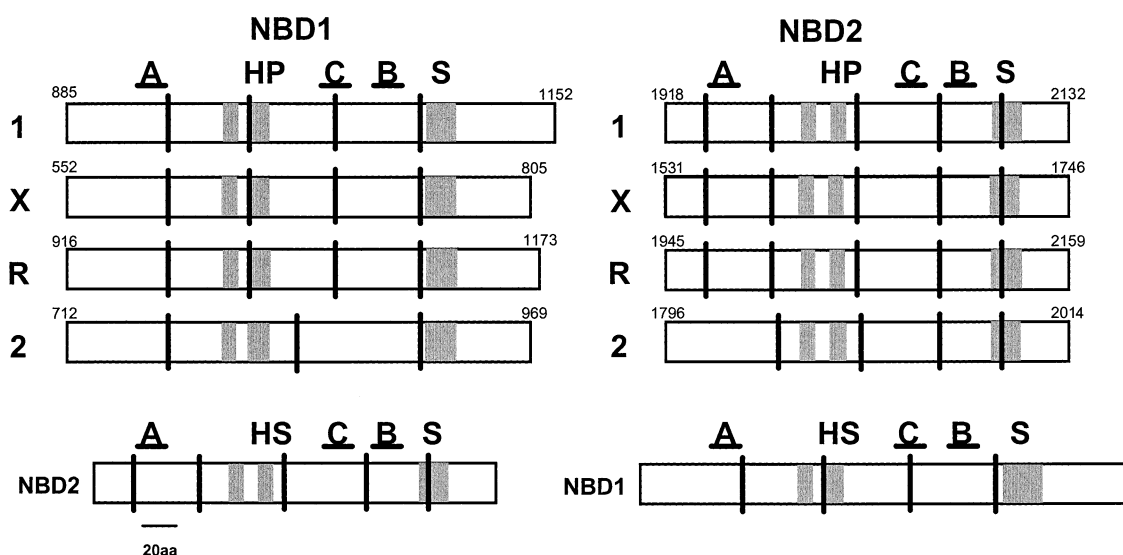 NBD1
A HP C B S
885 1152
1
552 805
X
916 1173
R
712 969
2
NBD2
A HP C B S
1918 2132
1
1531 1746
X
1945 2159
R
1796 2014
2
A HS C B S
NBD2
20aa
A HS C B S
NBD1